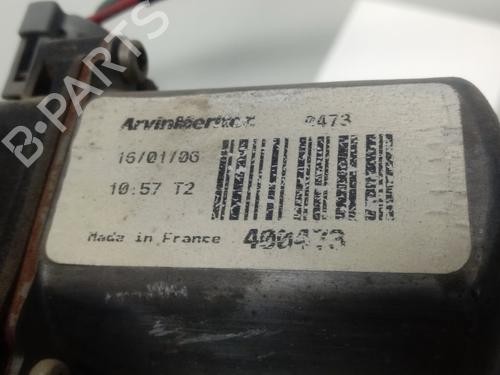 ArvinMeritor 0473
16/01/06
10:57 T2
Made in France 400473
B-PARTS